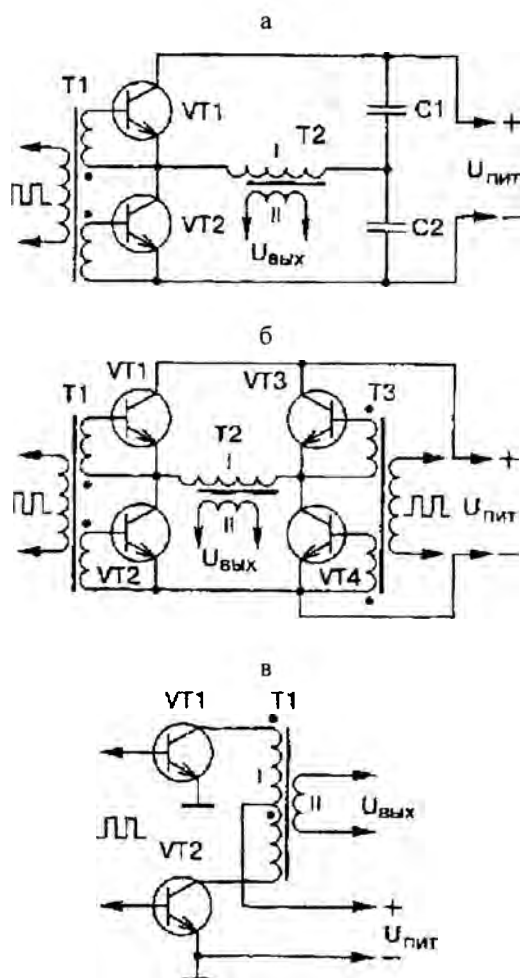 а
T1
VT1
T2
I
C1
+
Uпит
II
VT2
Uвых
C2
−
б
VT1
T1
VT3
T3
T2
I
+
Uпит
II
Uвых
VT2
VT4
−
в
VT1
T1
I
II
Uвых
VT2
+
Uпит
−